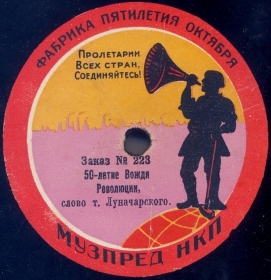 ФАБРИКА ПЯТИЛЕТИЯ ОКТЯБРЯ
ПРОЛЕТАРИИ
ВСЕХ СТРАН,
СОЕДИНЯЙТЕСЬ!
Заказ № 223
50-летие Вождя
Революции,
слово т. Луначарского.
МУЗПРЕД НКП